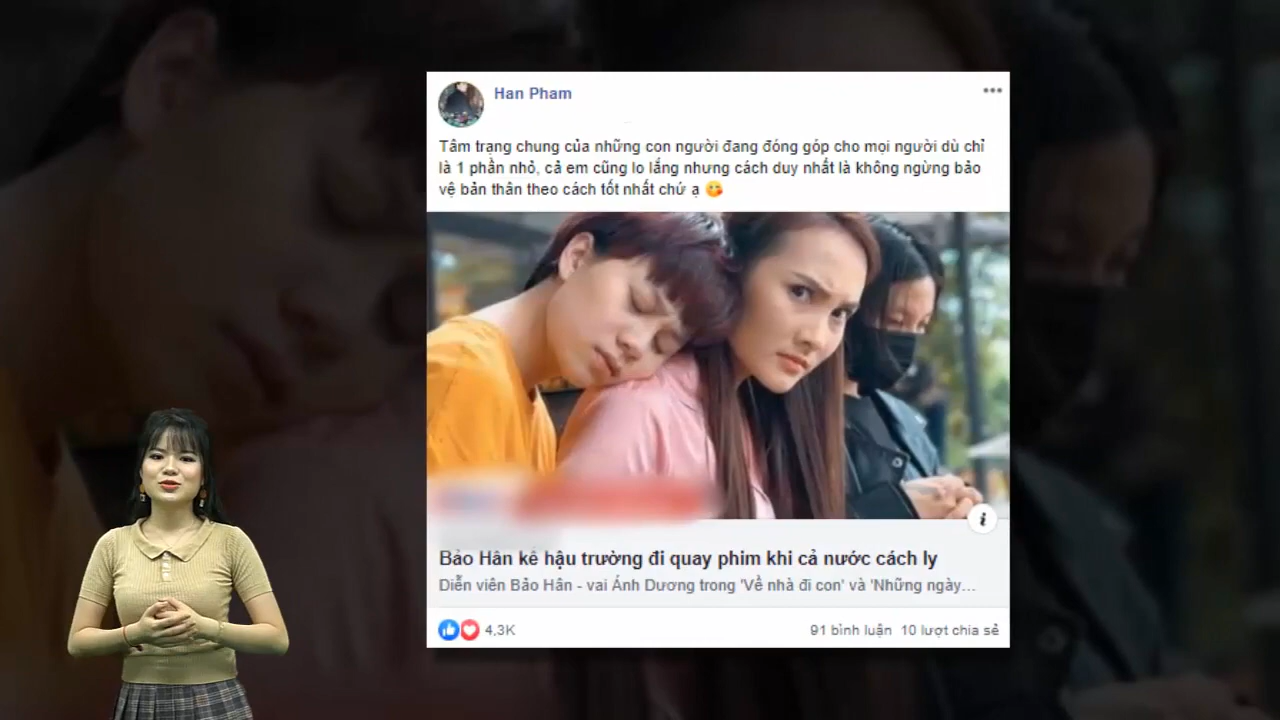 Han Pham
Tâm trạng chung của những con người đang đóng góp cho mọi người dù chỉ
là 1 phần nhỏ, cả em cũng lo lắng nhưng cách duy nhất là không ngừng bảo
vệ bản thân theo cách tốt nhất chứ ạ 😋
Bảo Hân kể hậu trường đi quay phim khi cả nước cách ly
Diễn viên Bảo Hân - vai Ánh Dương trong 'Về nhà đi con' và 'Những ngày...
4,3K
91 bình luận 10 lượt chia sẻ